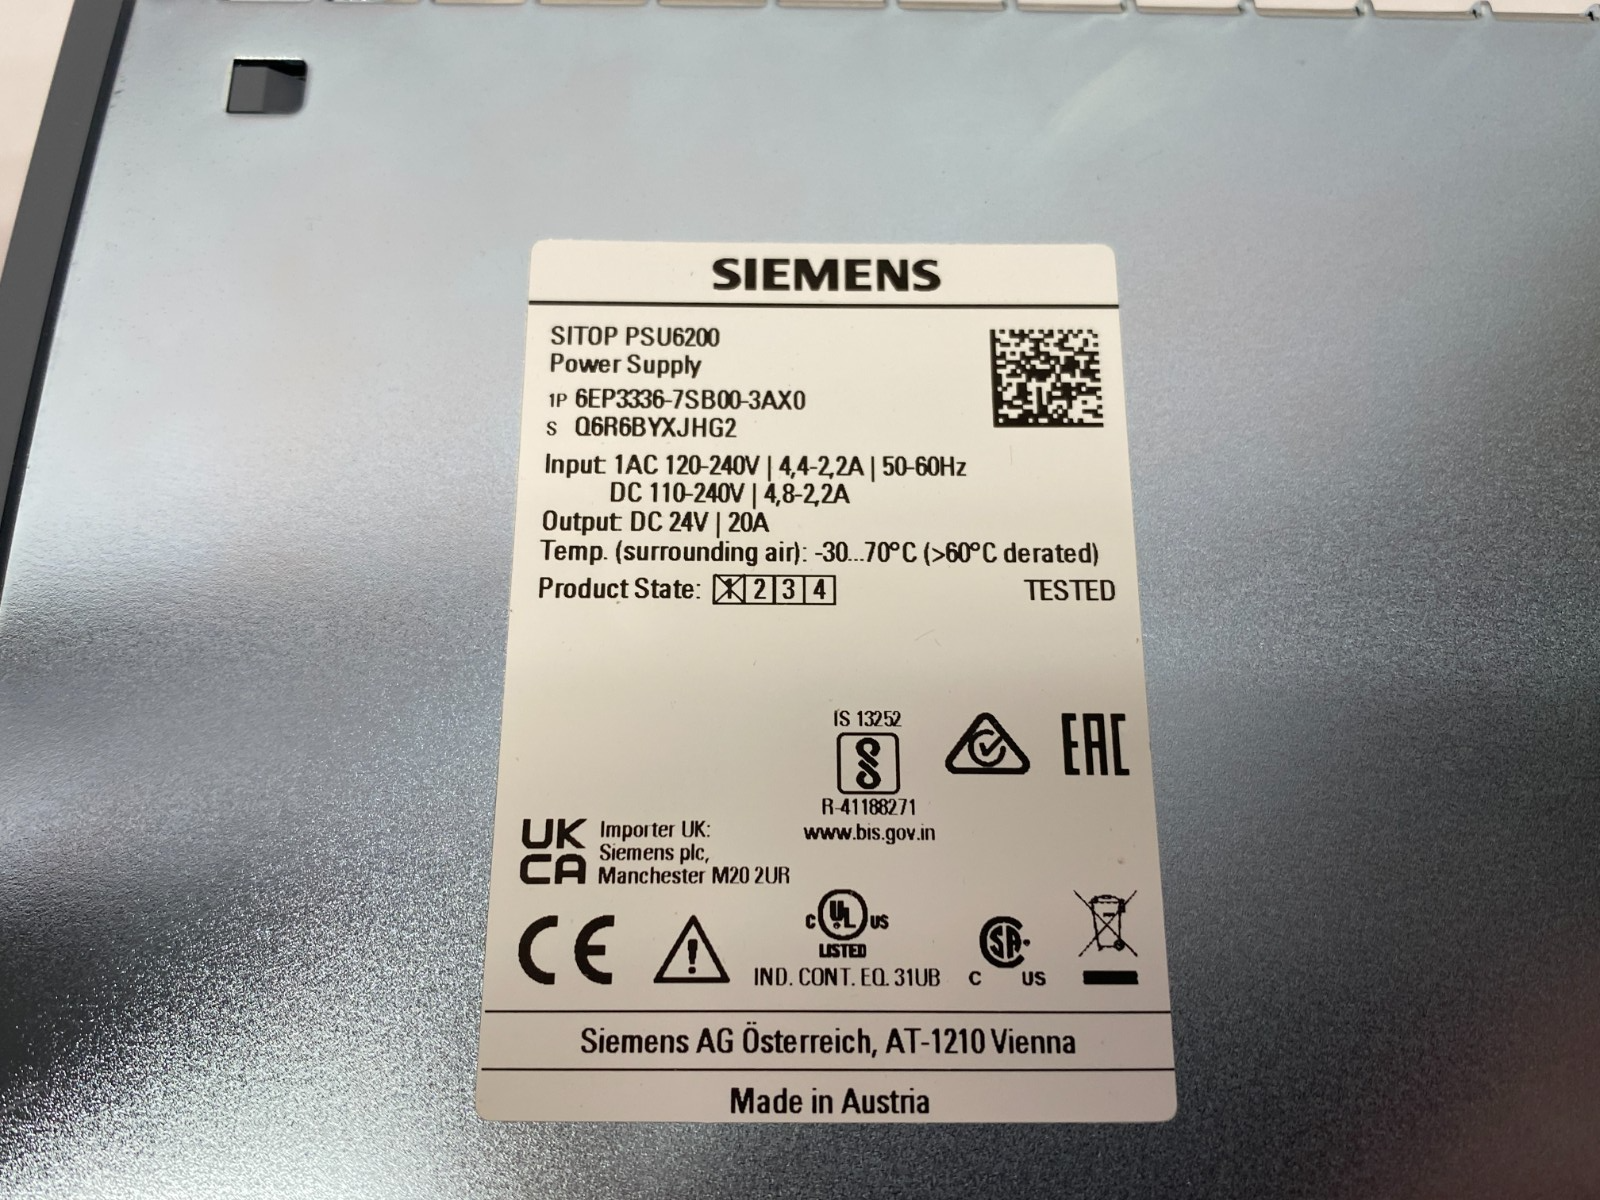 SIEMENS
SITOP PSU6200
Power Supply
1P 6EP3336-7SB00-3AX0
S Q6R6BYXJHG2
Input: 1AC 120-240V | 4,4-2,2A | 50-60Hz
DC 110-240V | 4,8-2,2A
Output: DC 24V | 20A
Temp. (surrounding air): -30...70°C (>60°C derated)
Product State: 1 2 3 4 TESTED
IS 13252
R-41188271
www.bis.gov.in
EAC
UK
CA
Importer UK:
Siemens plc,
Manchester M20 2UR
CE
C UL US
LISTED
IND. CONT. EQ. 31UB
SA
C US
Siemens AG Österreich, AT-1210 Vienna
Made in Austria